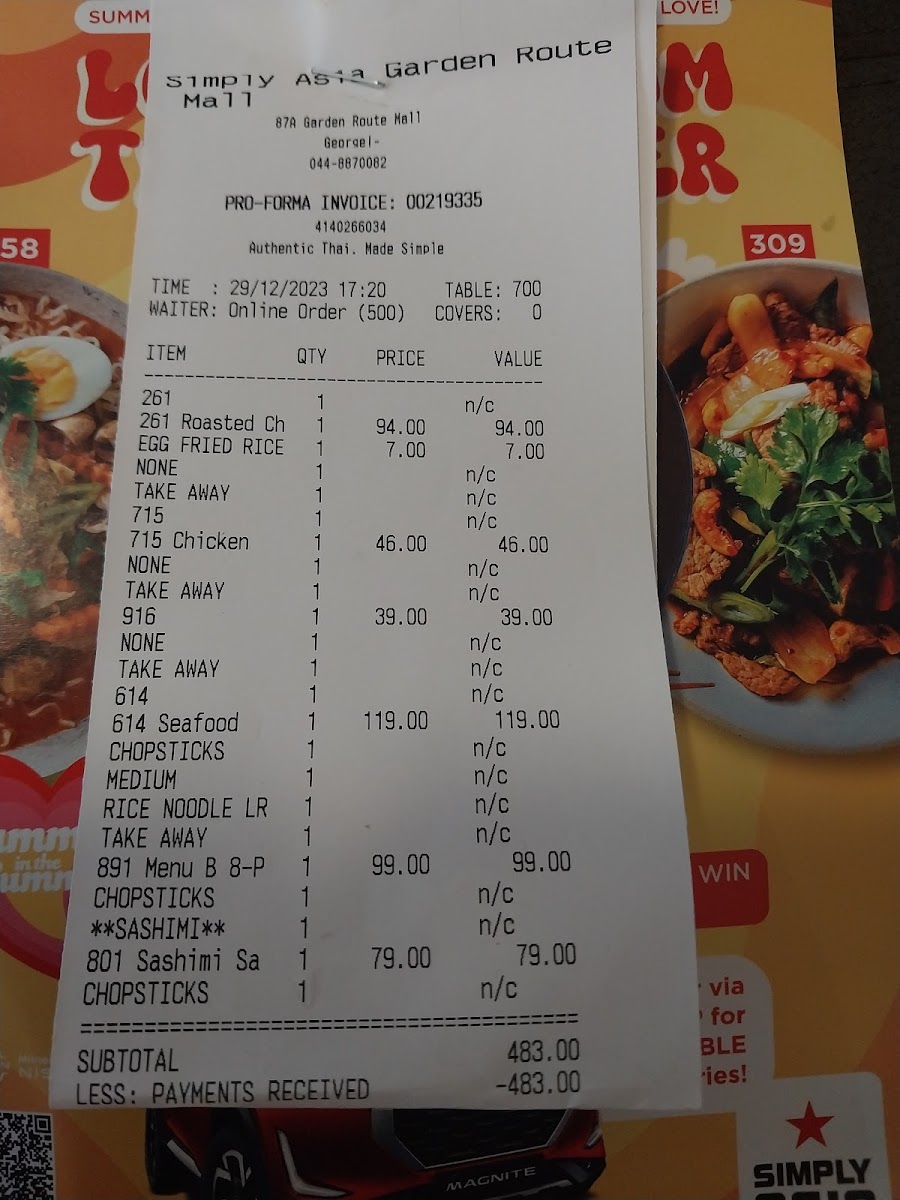 SUMM
LOVE!
Simply Asia Garden Route
Mall
87A Garden Route Mall
George|-
044-8870082
PRO-FORMA INVOICE: 00219335
4140266034
Authentic Thai. Made Simple
58
309
TIME : 29/12/2023 17:20 TABLE: 700
WAITER: Online Order (500) COVERS: 0
ITEM QTY PRICE VALUE
261 1 n/c
261 Roasted Ch 1 94.00 94.00
EGG FRIED RICE 1 7.00 7.00
NONE 1 n/c
TAKE AWAY 1 n/c
715 1 n/c
715 Chicken 1 46.00 46.00
NONE 1 n/c
TAKE AWAY 1 n/c
916 1 39.00 39.00
NONE 1 n/c
TAKE AWAY 1 n/c
614 1 n/c
614 Seafood 1 119.00 119.00
CHOPSTICKS 1 n/c
MEDIUM 1 n/c
RICE NOODLE LR 1 n/c
TAKE AWAY 1 n/c
891 Menu B 8-P 1 99.00 99.00
CHOPSTICKS 1 n/c
**SASHIMI** 1 n/c
801 Sashimi Sa 1 79.00 79.00
CHOPSTICKS 1 n/c
SUBTOTAL 483.00
LESS: PAYMENTS RECEIVED -483.00
in the
WIN
via
for
BLE
ries!
MAGNITE
SIMPLY